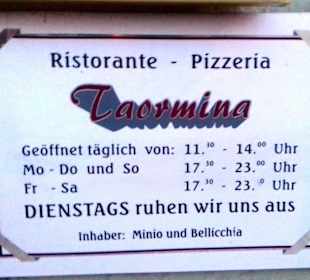 Ristorante - Pizzeria
Taormina
Geöffnet täglich von: 11.30 - 14.00 Uhr
Mo - Do und So 17.30 - 23.00 Uhr
Fr - Sa 17.30 - 23. Uhr
DIENSTAGS ruhen wir uns aus
Inhaber: Minio und Bellicchia